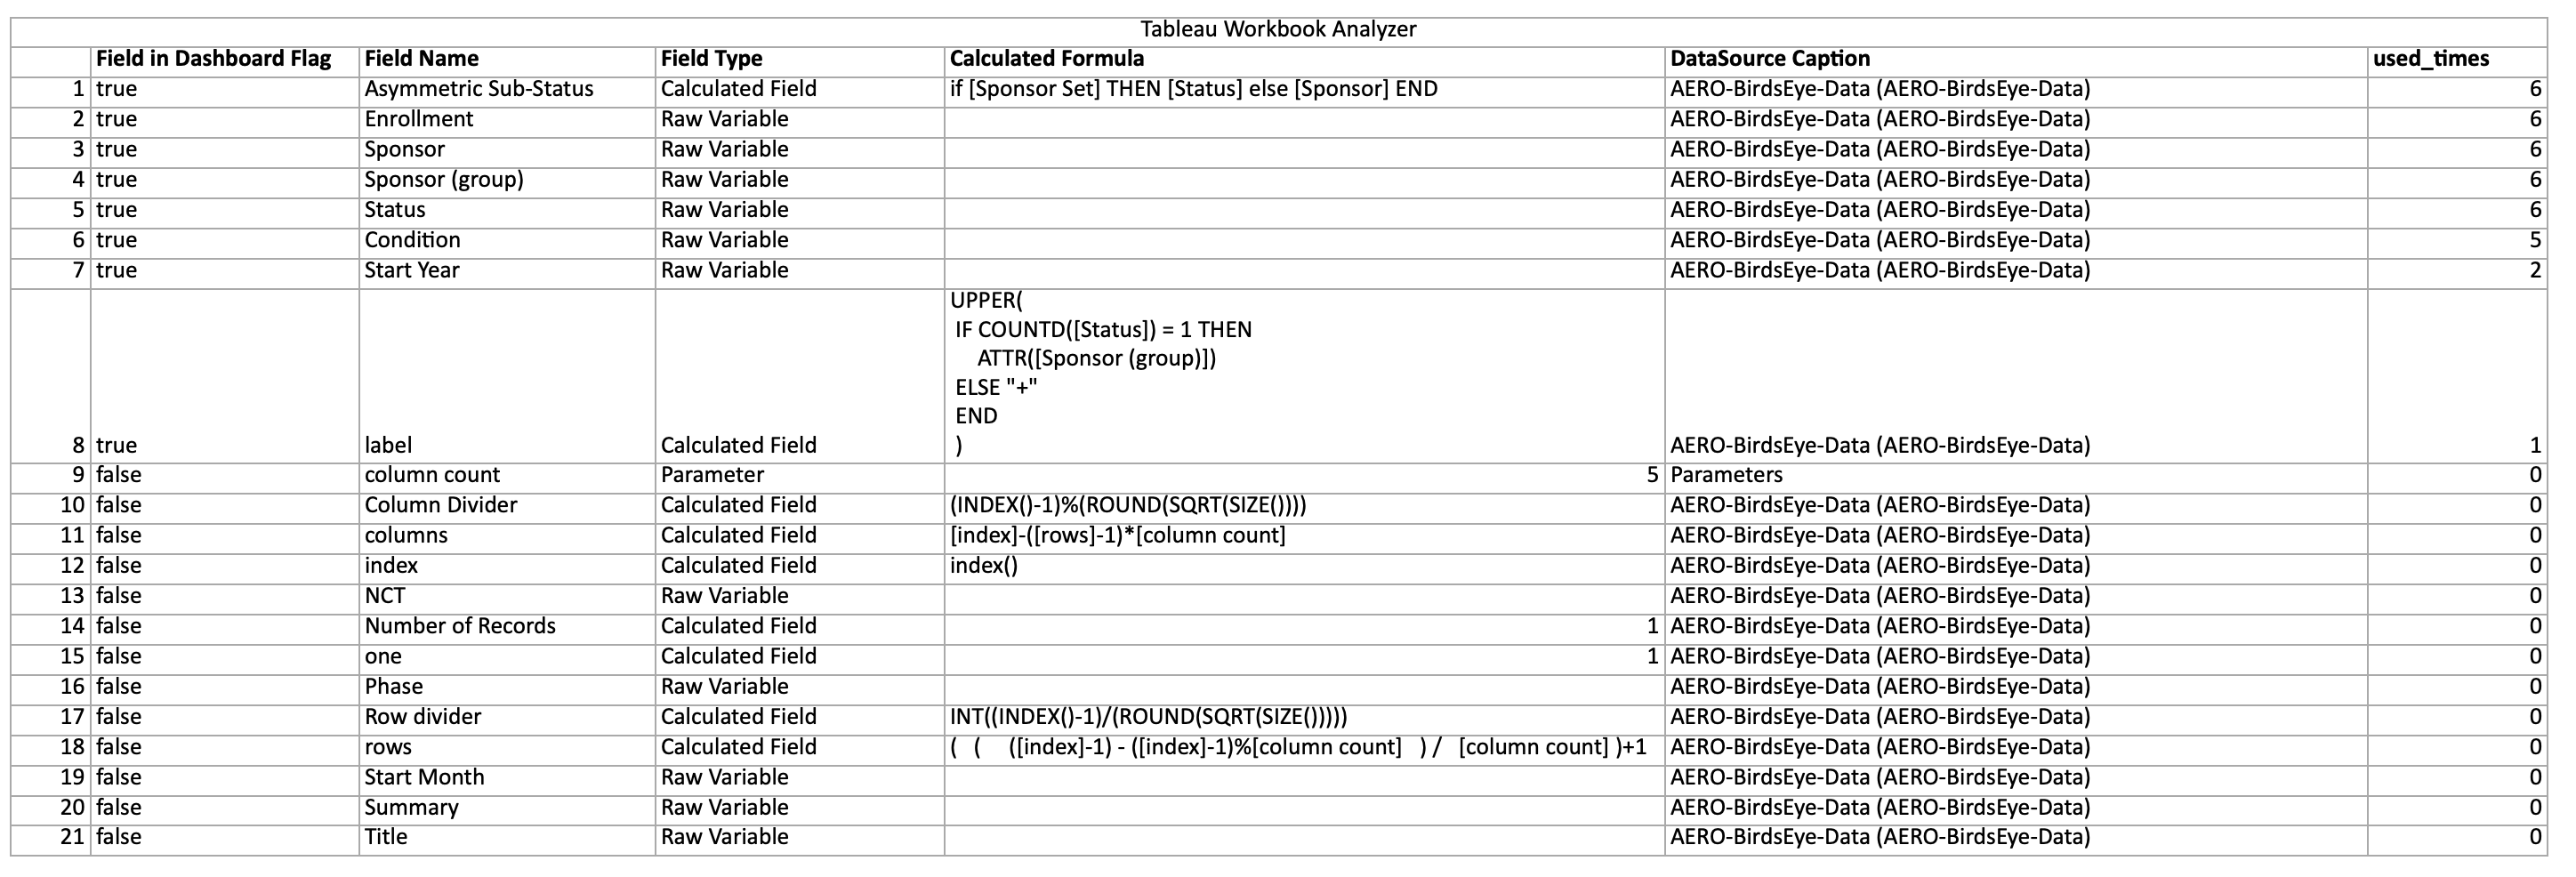 Tableau Workbook Analyzer
Field in Dashboard Flag Field Name Field Type Calculated Formula DataSource Caption used_times
1 true Asymmetric Sub-Status Calculated Field if [Sponsor Set] THEN [Status] else [Sponsor] END AERO-BirdsEye-Data (AERO-BirdsEye-Data) 6
2 true Enrollment Raw Variable AERO-BirdsEye-Data (AERO-BirdsEye-Data) 6
3 true Sponsor Raw Variable AERO-BirdsEye-Data (AERO-BirdsEye-Data) 6
4 true Sponsor (group) Raw Variable AERO-BirdsEye-Data (AERO-BirdsEye-Data) 6
5 true Status Raw Variable AERO-BirdsEye-Data (AERO-BirdsEye-Data) 6
6 true Condition Raw Variable AERO-BirdsEye-Data (AERO-BirdsEye-Data) 5
7 true Start Year Raw Variable AERO-BirdsEye-Data (AERO-BirdsEye-Data) 2
UPPER(
IF COUNTD([Status]) = 1 THEN
ATTR([Sponsor (group)])
ELSE "+"
END
8 true label Calculated Field ) AERO-BirdsEye-Data (AERO-BirdsEye-Data) 1
9 false column count Parameter 5 Parameters 0
10 false Column Divider Calculated Field (INDEX()-1)%(ROUND(SQRT(SIZE()))) AERO-BirdsEye-Data (AERO-BirdsEye-Data) 0
11 false columns Calculated Field [index]-([rows]-1)*[column count] AERO-BirdsEye-Data (AERO-BirdsEye-Data) 0
12 false index Calculated Field index() AERO-BirdsEye-Data (AERO-BirdsEye-Data) 0
13 false NCT Raw Variable AERO-BirdsEye-Data (AERO-BirdsEye-Data) 0
14 false Number of Records Calculated Field 1 AERO-BirdsEye-Data (AERO-BirdsEye-Data) 0
15 false one Calculated Field 1 AERO-BirdsEye-Data (AERO-BirdsEye-Data) 0
16 false Phase Raw Variable AERO-BirdsEye-Data (AERO-BirdsEye-Data) 0
17 false Row divider Calculated Field INT((INDEX()-1)/(ROUND(SQRT(SIZE())))) AERO-BirdsEye-Data (AERO-BirdsEye-Data) 0
18 false rows Calculated Field ( ( ([index]-1) - ([index]-1)%[column count] ) / [column count] )+1 AERO-BirdsEye-Data (AERO-BirdsEye-Data) 0
19 false Start Month Raw Variable AERO-BirdsEye-Data (AERO-BirdsEye-Data) 0
20 false Summary Raw Variable AERO-BirdsEye-Data (AERO-BirdsEye-Data) 0
21 false Title Raw Variable AERO-BirdsEye-Data (AERO-BirdsEye-Data) 0